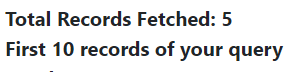 Total Records Fetched: 5
First 10 records of your query